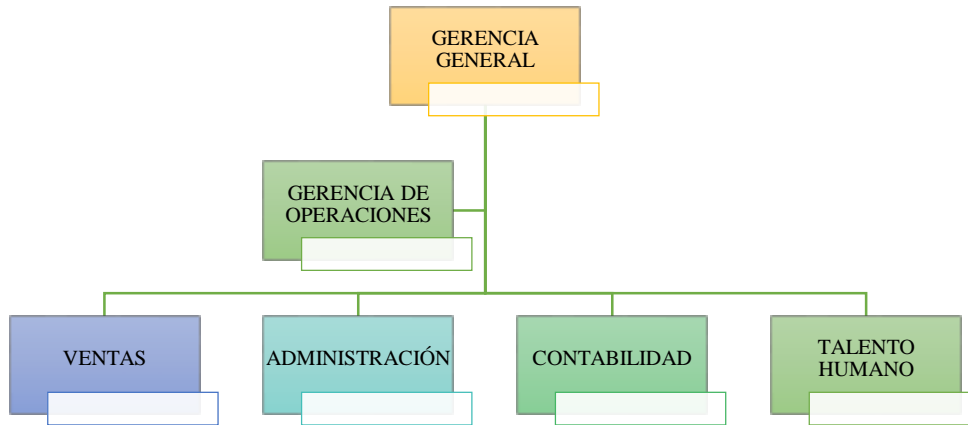 GERENCIA
GENERAL
GERENCIA DE
OPERACIONES
VENTAS
ADMINISTRACIÓN
CONTABILIDAD
TALENTO
HUMANO